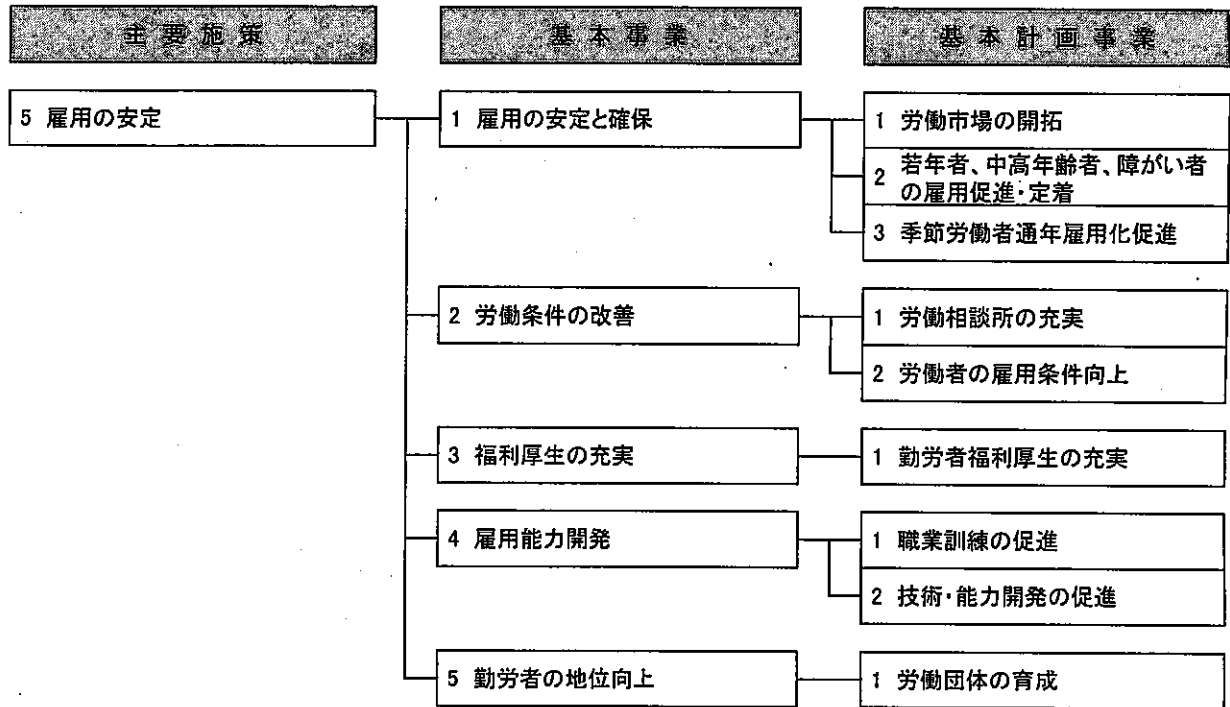 主要施策
基本事業
基本計画事業
5 雇用の安定
1 雇用の安定と確保
1 労働市場の開拓
2 若年者、中高年齢者、障がい者
の雇用促進・定着
3 季節労働者通年雇用化促進
2 労働条件の改善
1 労働相談所の充実
2 労働者の雇用条件向上
3 福利厚生の充実
1 勤労者福利厚生の充実
4 雇用能力開発
1 職業訓練の促進
2 技術・能力開発の促進
5 勤労者の地位向上
1 労働団体の育成